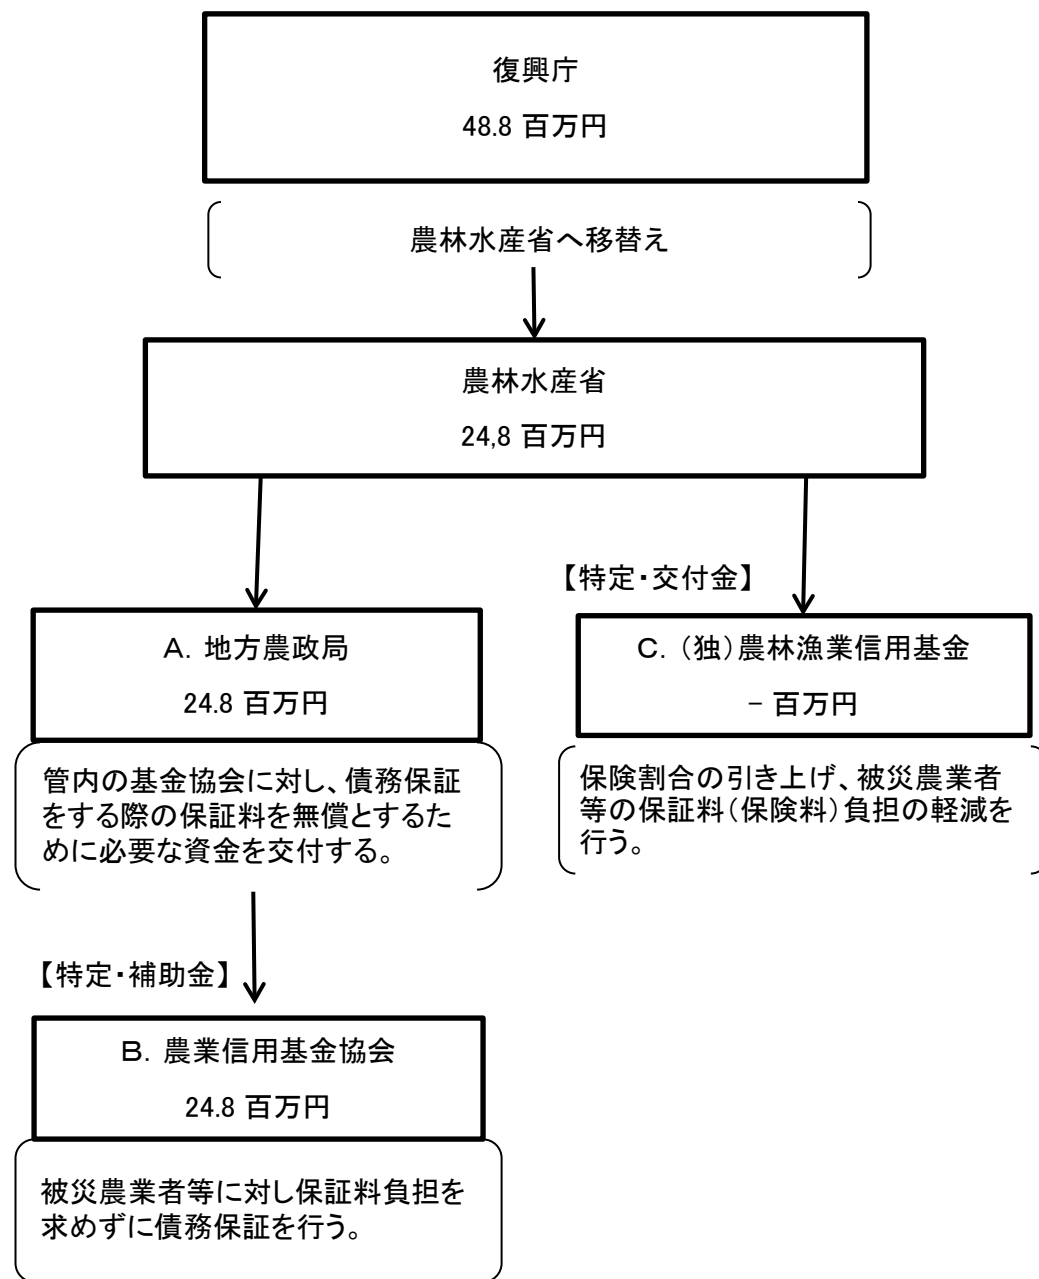 復興庁
48.8 百万円
農林水産省へ移替え
農林水産省
24,8 百万円
【特定・交付金】
A. 地方農政局
24.8 百万円
C. (独)農林漁業信用基金
- 百万円
管内の基金協会に対し、債務保証
をする際の保証料を無償とするた
めに必要な資金を交付する。
保険割合の引き上げ、被災農業者
等の保証料(保険料)負担の軽減を
行う。
【特定・補助金】
B. 農業信用基金協会
24.8 百万円
被災農業者等に対し保証料負担を
求めずに債務保証を行う。